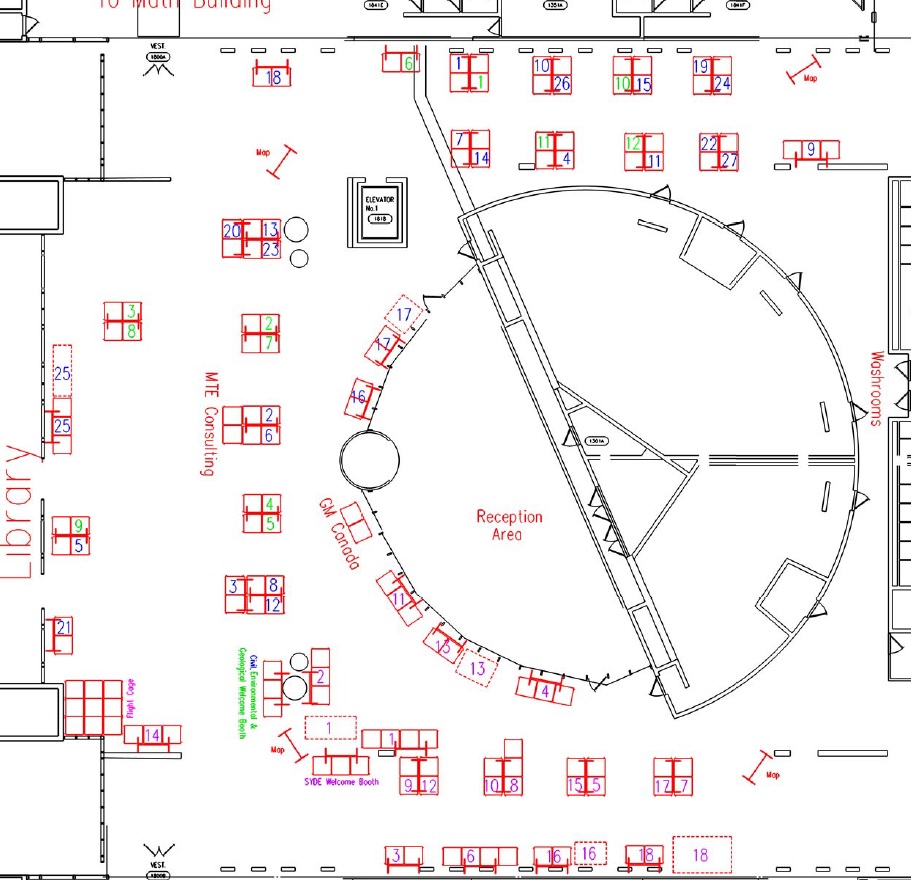 To Math Building
1841E
1351A
1841F
VEST.
1800A
18
6
1
1
10
26
10
15
19
24
Map
Map
7
14
11
4
12
11
22
27
9
ELEVATOR
No.1
1818
20
13
23
3
8
2
7
17
17
25
25
16
MTE Consulting
2
6
Washrooms
1301A
Library
9
5
4
5
GM Canada
Reception
Area
3
8
12
11
21
15
13
4
Civil, Environmental &
Geological Welcome Booth
2
Flight Cage
14
1
1
Map
SYDE Welcome Booth
9
12
10
8
15
5
17
7
Map
VEST.
3
6
16
16
18
18